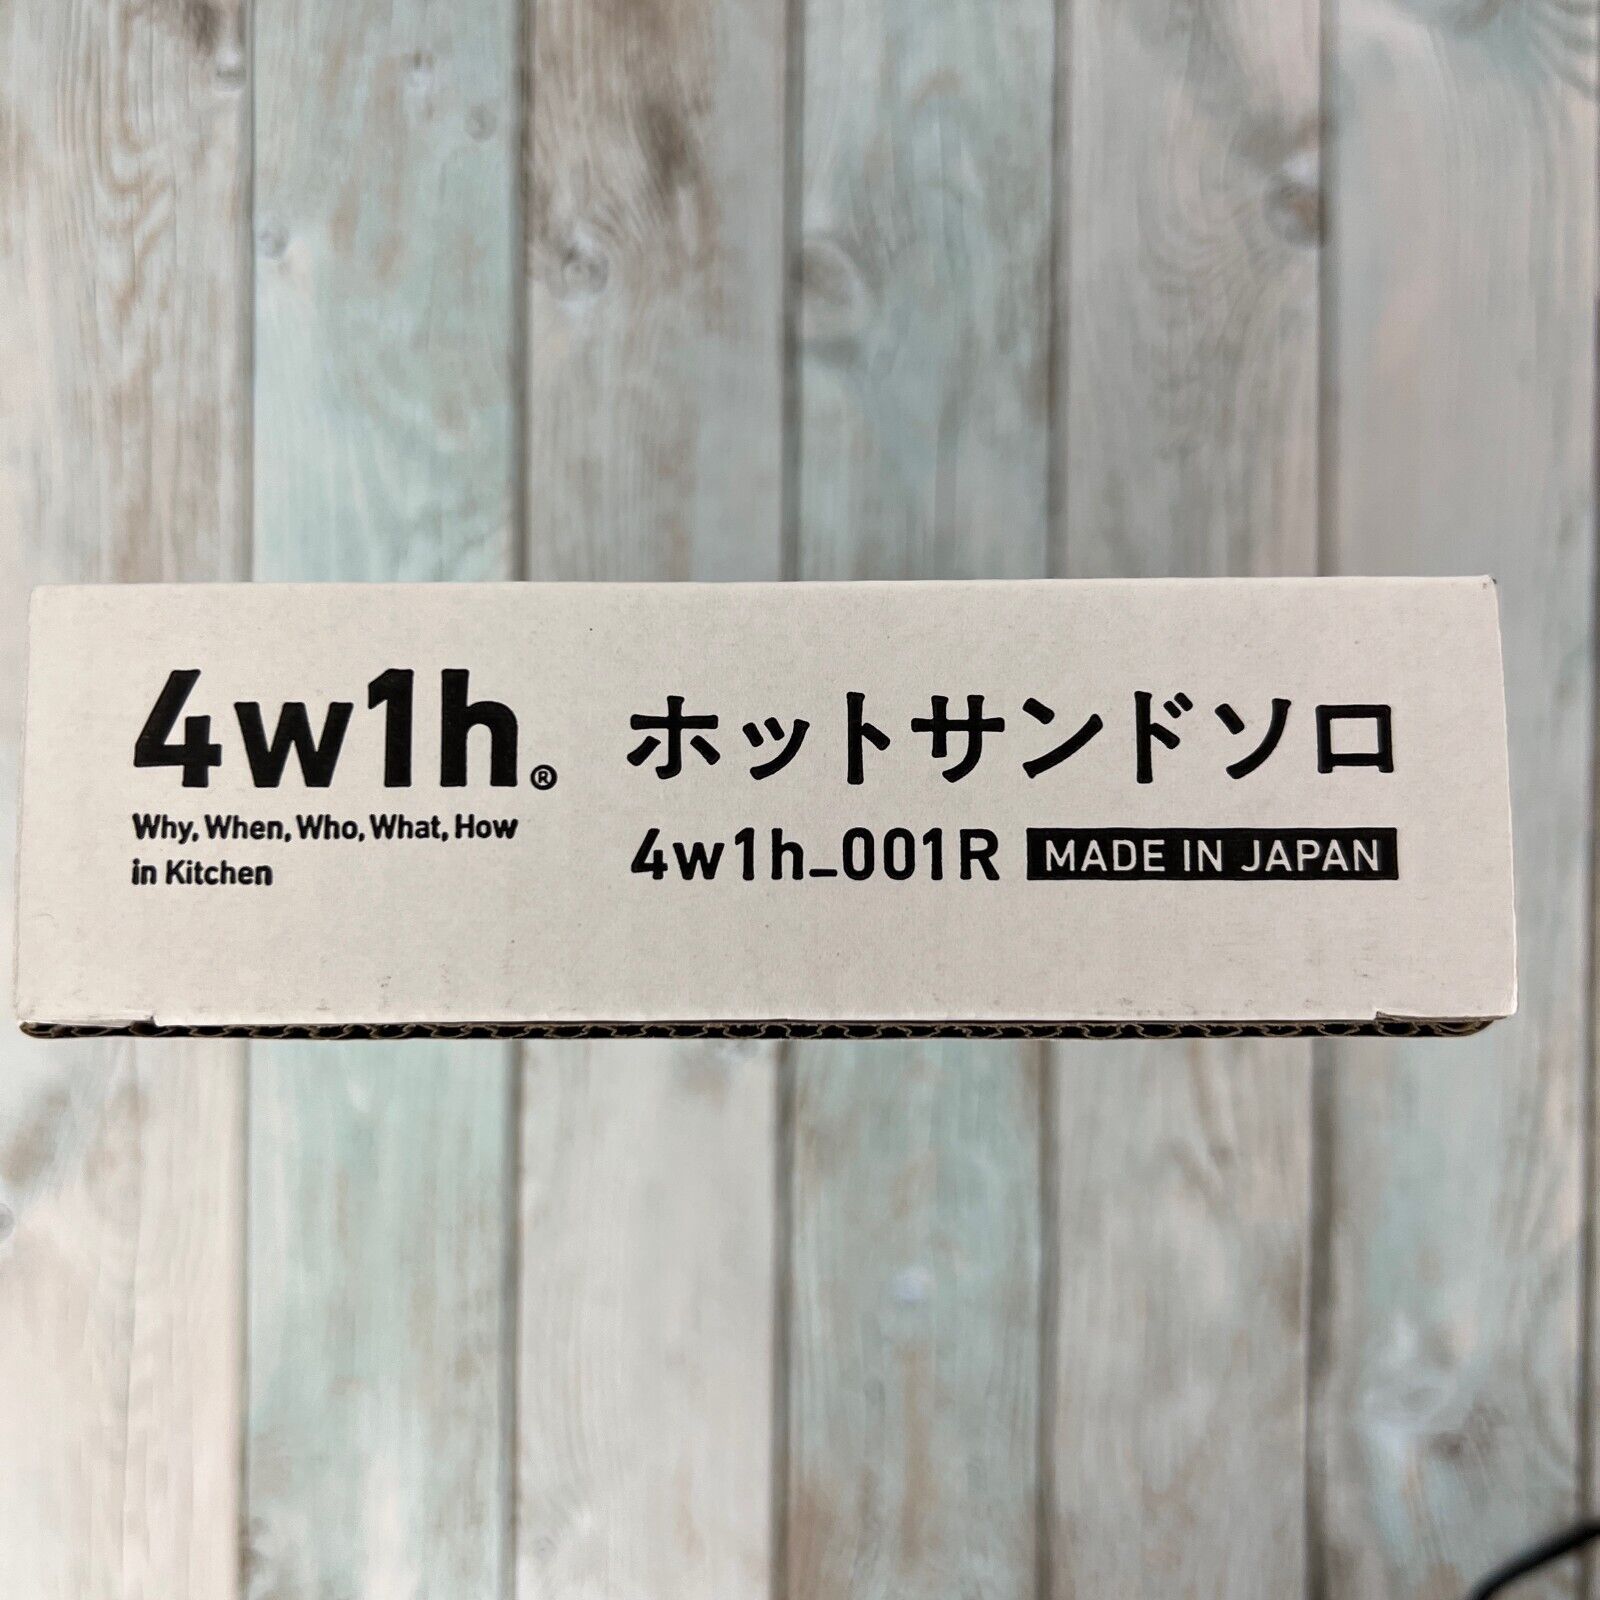 4w1h®
Why, When, Who, What, How
in Kitchen
ホットサンドソロ
4w1h_001R MADE IN JAPAN